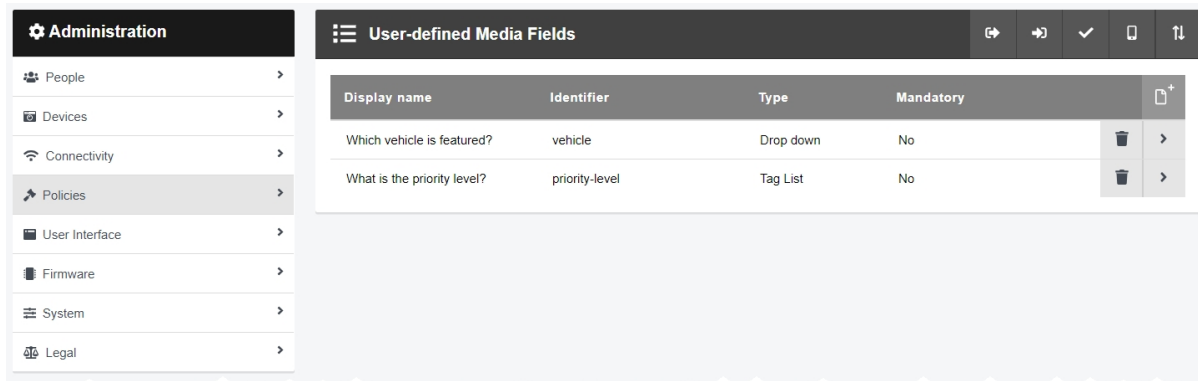 Administration
People
Devices
Connectivity
Policies
User Interface
Firmware
System
Legal
User-defined Media Fields
Display name Identifier Type Mandatory
Which vehicle is featured? vehicle Drop down No
What is the priority level? priority-level Tag List No